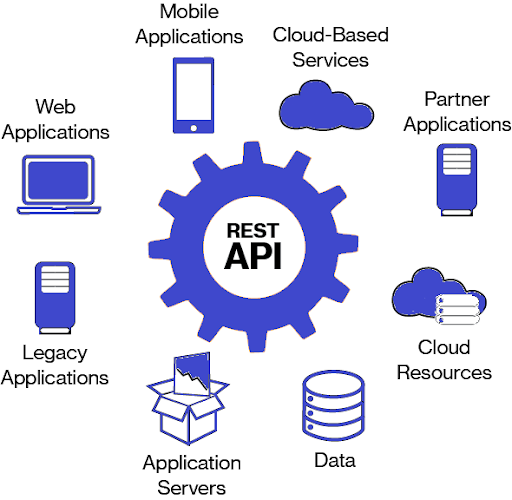 Mobile
Applications
Cloud-Based
Services
Web
Applications
Partner
Applications
REST
API
Legacy
Applications
Cloud
Resources
Application
Servers
Data